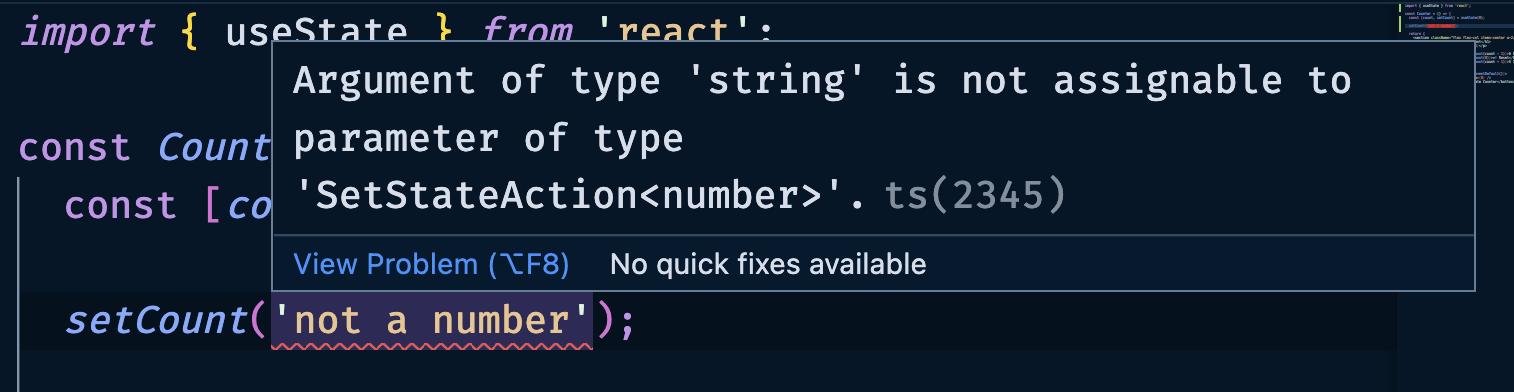 import { useState } from 'react';
Argument of type 'string' is not assignable to
parameter of type
'SetStateAction<number>'. ts(2345)
const Count
const [co
View Problem (⌥F8) No quick fixes available
setCount('not a number');